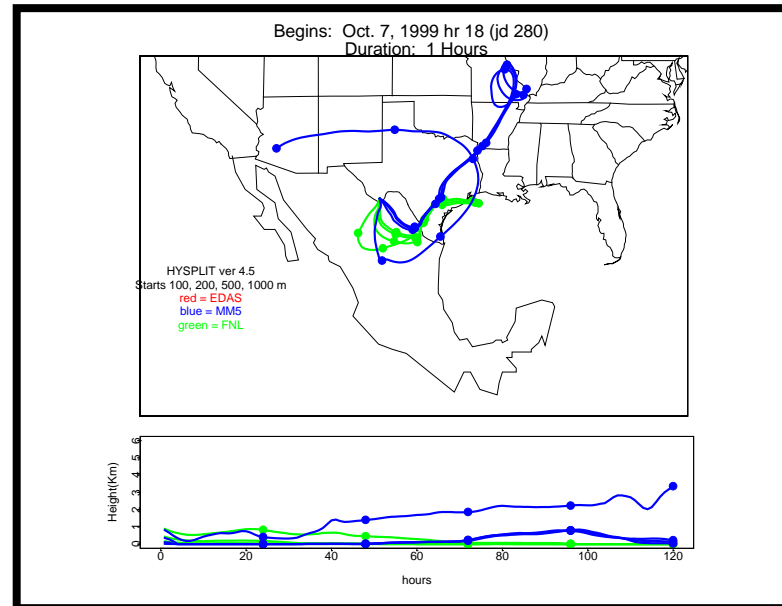 Begins:  Oct. 7, 1999 hr 18 (jd 280)
Duration:  1 Hours
HYSPLIT ver 4.5
Starts 100, 200, 500, 1000 m
red = EDAS
blue = MM5
green = FNL
Height(Km)
6
5
4
3
2
1
0
0 20 40 60 80 100 120
hours